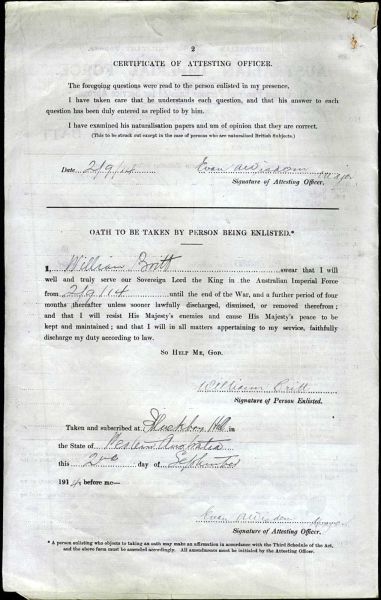 2
CERTIFICATE OF ATTESTING OFFICER.
The foregoing questions were read to the person enlisted in my presence.
I have taken care that he understands each question, and that his answer to each
question has been duly entered as replied to by him.
I have examined his naturalisation papers and am of opinion that they are correct.
(This to be struck out except in the case of persons who are naturalised British Subjects.)
Date 2/9/14 Evan Wisdom
Signature of Attesting Officer.
OATH TO BE TAKEN BY PERSON BEING ENLISTED.*
I, William swear that I will
well and truly serve our Sovereign Lord the King in the Australian Imperial Force
from 2/9/14 until the end of the War, and a further period of four
months thereafter unless sooner lawfully discharged, dismissed, or removed therefrom; 
and that I will resist His Majesty's enemies and cause His Majesty's peace to
be kept and maintained; and that I will in all matters appertaining to my service, faithfully
discharge my duty according to law.
SO HELP ME, GOD.
William
Signature of Person Enlisted.
Taken and subscribed at Blackboy Hill in
the State of Western Australia
this 2nd day of September
1914 before me—
Evan Wisdom
Signature of Attesting Officer.
* A person enlisting who objects to taking an oath may make an affirmation in accordance with the Third Schedule of the Act,
and the above form must be amended accordingly. All amendments must be initialed by the Attesting Officer.